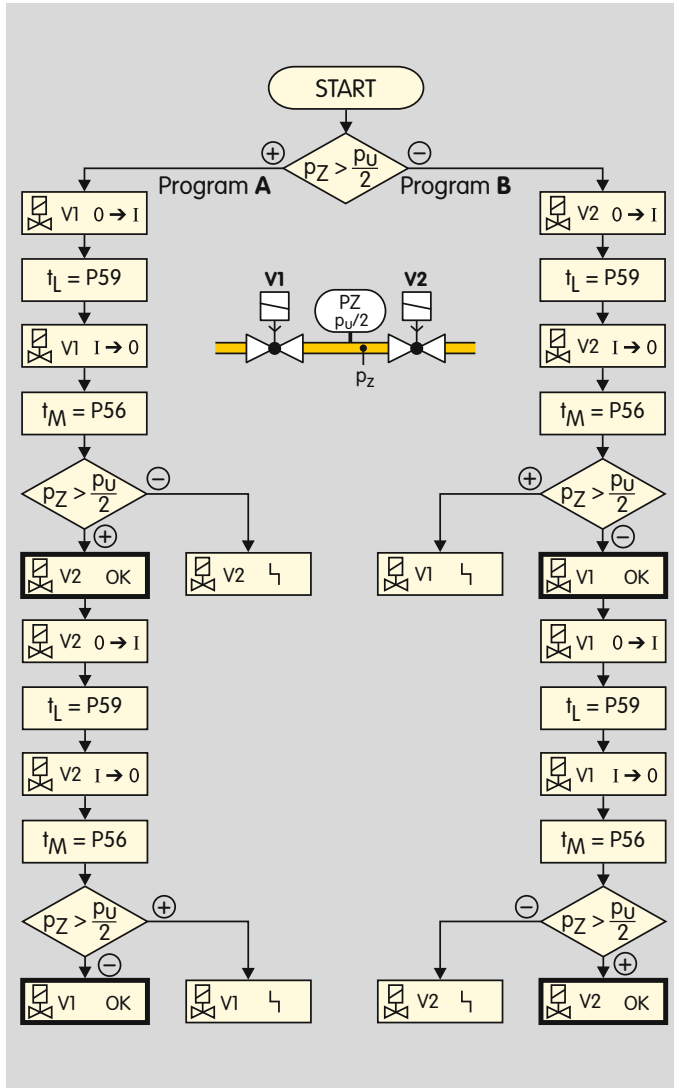 START
pZ > pu/2
Program A
Program B
V1 0 → I
tL = P59
V1 I → 0
tM = P56
pZ > pu/2
V2 OK
V2
V2 0 → I
tL = P59
V2 I → 0
tM = P56
pZ > pu/2
V1 OK
V1
V1
V2
PZ
pu/2
pZ
V2 0 → I
tL = P59
V2 I → 0
tM = P56
pZ > pu/2
V1
V1 OK
V1 0 → I
tL = P59
V1 I → 0
tM = P56
pZ > pu/2
V2
V2 OK